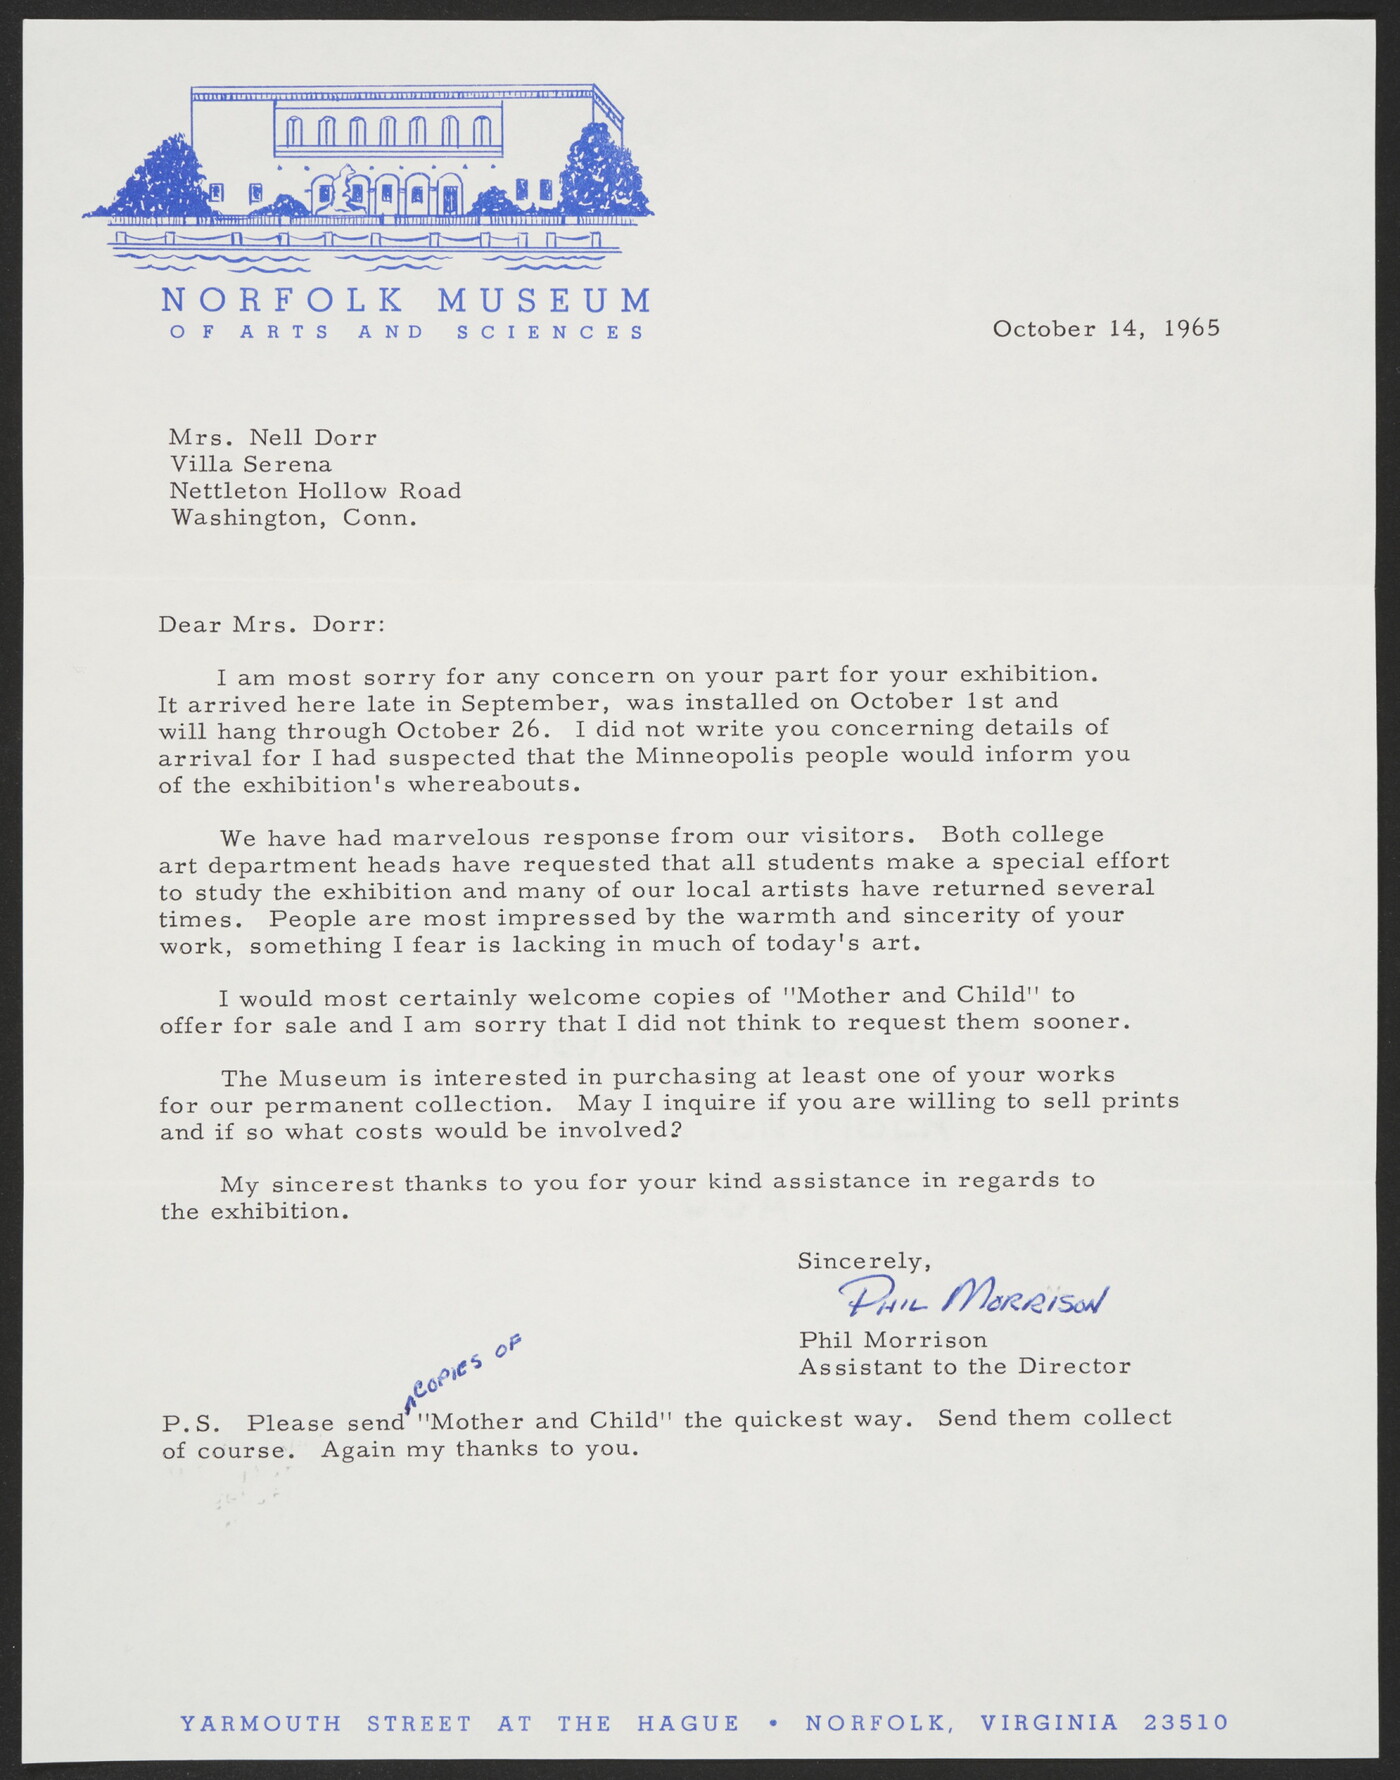 NORFOLK MUSEUM
OF ARTS AND SCIENCES
October 14, 1965
Mrs. Nell Dorr
Villa Serena
Nettleton Hollow Road
Washington, Conn.
Dear Mrs. Dorr:
I am most sorry for any concern on your part for your exhibition.
It arrived here late in September, was installed on October 1st and
will hang through October 26. I did not write you concerning details of
arrival for I had suspected that the Minneopolis people would inform you
of the exhibition's whereabouts.
We have had marvelous response from our visitors. Both college
art department heads have requested that all students make a special effort
to study the exhibition and many of our local artists have returned several
times. People are most impressed by the warmth and sincerity of your
work, something I fear is lacking in much of today's art.
I would most certainly welcome copies of "Mother and Child" to
offer for sale and I am sorry that I did not think to request them sooner.
The Museum is interested in purchasing at least one of your works
for our permanent collection. May I inquire if you are willing to sell prints
and if so what costs would be involved?
My sincerest thanks to you for your kind assistance in regards to
the exhibition.
Sincerely,
PHIL MORRISON
Phil Morrison
Assistant to the Director
COPIES OF
P.S. Please send "Mother and Child" the quickest way. Send them collect
of course. Again my thanks to you.
YARMOUTH STREET AT THE HAGUE • NORFOLK, VIRGINIA 23510